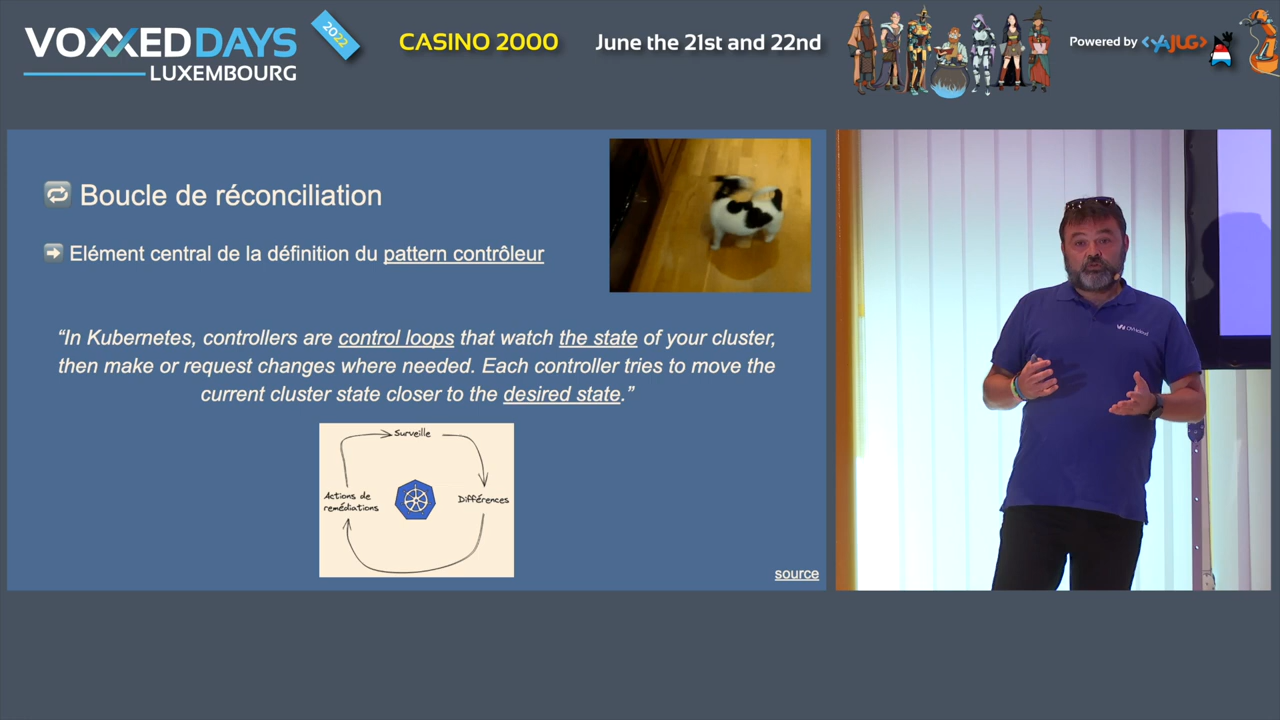 VOXXEDDAYS
LUXEMBOURG
2022
CASINO 2000
June the 21st and 22nd
Powered by <YAJUG>
Boucle de réconciliation
Elément central de la définition du pattern contrôleur
“In Kubernetes, controllers are control loops that watch the state of your cluster,
then make or request changes where needed. Each controller tries to move the
current cluster state closer to the desired state.”
Surveille
Actions de
remédiations
Différences
source
OVHcloud